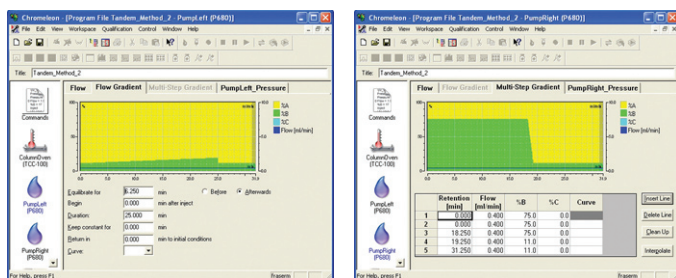 Chromeleon - [Program File Tandem_Method_2 - PumpLeft (P680)]
File Edit View Workspace Qualification Control Window Help
Title: Tandem_Method_2
Commands
ColumnOven
(TCC-100)
PumpLeft
(P680)
PumpRight
(P680)
Flow Flow Gradient Multi-Step Gradient PumpLeft_Pressure
%A
%B
%C
Flow [ml/min]
Equilibrate for 6.250 min Before Afterwards
Begin 0.000 min after inject
Duration: 25.000 min
Keep constant for 0.000 min
Return in 0.000 min to initial conditions
Curve:
For Help, press F1
Chromeleon - [Program File Tandem_Method_2 - PumpRight (P680)]
File Edit View Workspace Qualification Control Window Help
Title: Tandem_Method_2
Commands
ColumnOven
(TCC-100)
PumpLeft
(P680)
PumpRight
(P680)
Flow Flow Gradient Multi-Step Gradient PumpRight_Pressure
%A
%B
%C
Flow [ml/min]
Retention [min] Flow [ml/min] %B %C Curve
1 0.000 0.400 75.0 0.0
2 0.000 0.400 75.0 0.0
3 18.250 0.400 75.0 0.0
4 19.250 0.400 11.0 0.0
5 31.250 0.400 11.0 0.0
Insert Line
Delete Line
Clean Up
Interpolate
For Help, press F1